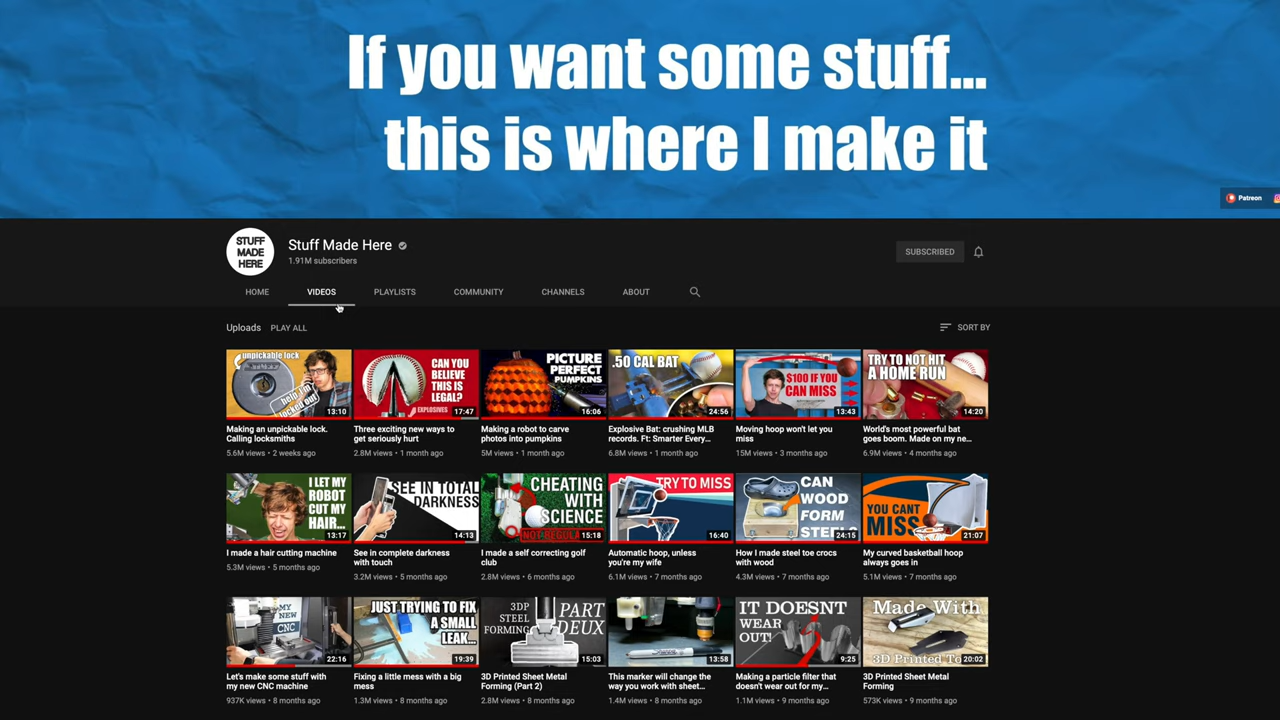 If you want some stuff...
this is where I make it
Patreon
STUFF
MADE
HERE
Stuff Made Here
1.91M subscribers
SUBSCRIBED
HOME VIDEOS PLAYLISTS COMMUNITY CHANNELS ABOUT
Uploads PLAY ALL SORT BY
unpickable lock
help I'm
locked out
13:10
CAN YOU
BELIEVE
THIS IS
LEGAL?
EXPLOSIVES
17:47
PICTURE
PERFECT
PUMPKINS
16:06
.50 CAL BAT
24:56
$100 IF YOU
CAN MISS
13:43
TRY TO NOT HIT
A HOME RUN
14:20
Making an unpickable lock.
Calling locksmiths
5.6M views • 2 weeks ago
Three exciting new ways to
get seriously hurt
2.8M views • 1 month ago
Making a robot to carve
photos into pumpkins
5M views • 1 month ago
Explosive Bat: crushing MLB
records. Ft: Smarter Every...
6.8M views • 1 month ago
Moving hoop won't let you
miss
15M views • 3 months ago
World's most powerful bat
goes boom. Made on my ne...
6.9M views • 4 months ago
I LET MY
ROBOT
CUT MY
HAIR...
13:17
SEE IN TOTAL
DARKNESS
14:13
CHEATING
WITH
SCIENCE
15:18
TRY TO MISS
16:40
CAN
WOOD
FORM
STEEL
24:15
YOU CANT
MISS
21:07
I made a hair cutting machine
5.3M views • 5 months ago
See in complete darkness
with touch
3.2M views • 5 months ago
I made a self correcting golf
club
2.8M views • 6 months ago
Automatic hoop, unless
you're my wife
6.1M views • 7 months ago
How I made steel toe crocs
with wood
4.3M views • 7 months ago
My curved basketball hoop
always goes in
5.1M views • 7 months ago
MY
NEW
CNC
22:16
JUST TRYING TO FIX
A SMALL
LEAK...
19:39
3DP
STEEL
FORMING
PART
DEUX
15:03
13:58
IT DOESNT
WEAR
OUT!
9:25
Made With
3D Printed To
20:02
Let's make some stuff with
my new CNC machine
937K views • 8 months ago
Fixing a little mess with a big
mess
1.3M views • 8 months ago
3D Printed Sheet Metal
Forming (Part 2)
2.8M views • 8 months ago
This marker will change the
way you work with sheet...
1.4M views • 8 months ago
Making a particle filter that
doesn't wear out for my...
1.1M views • 9 months ago
3D Printed Sheet Metal
Forming
573K views • 9 months ago